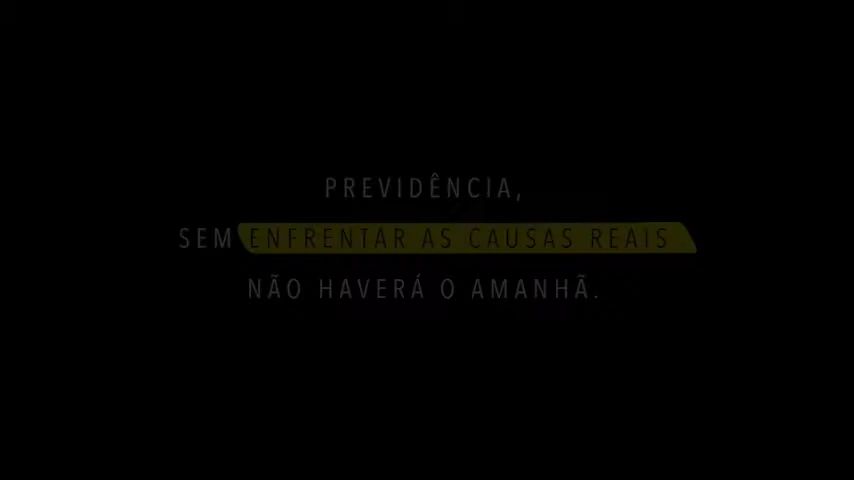 PREVIDÊNCIA,
SEM ENFRENTAR AS CAUSAS REAIS
NÃO HAVERÁ O AMANHÃ.